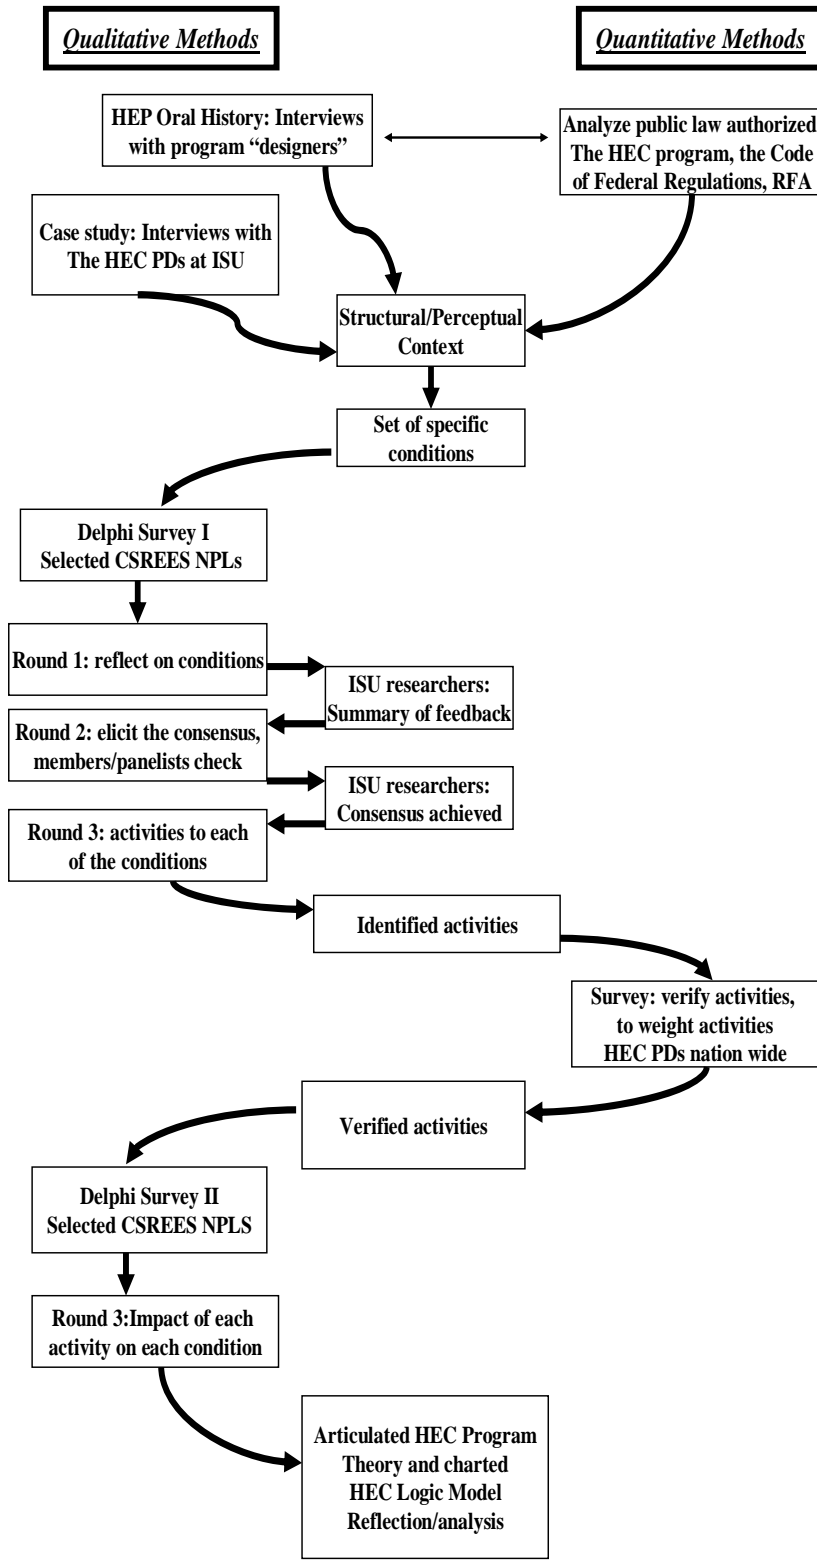 Qualitative Methods
Quantitative Methods
HEP Oral History: Interviews
with program “designers”
Analyze public law authorized
The HEC program, the Code
of Federal Regulations, RFA
Case study: Interviews with
The HEC PDs at ISU
Structural/Perceptual
Context
Set of specific
conditions
Delphi Survey I
Selected CSREES NPLs
Round 1: reflect on conditions
ISU researchers:
Summary of feedback
Round 2: elicit the consensus,
members/panelists check
ISU researchers:
Consensus achieved
Round 3: activities to each
of the conditions
Identified activities
Survey: verify activities,
to weight activities
HEC PDs nation wide
Verified activities
Delphi Survey II
Selected CSREES NPLS
Round 3:Impact of each
activity on each condition
Articulated HEC Program
Theory and charted
HEC Logic Model
Reflection/analysis